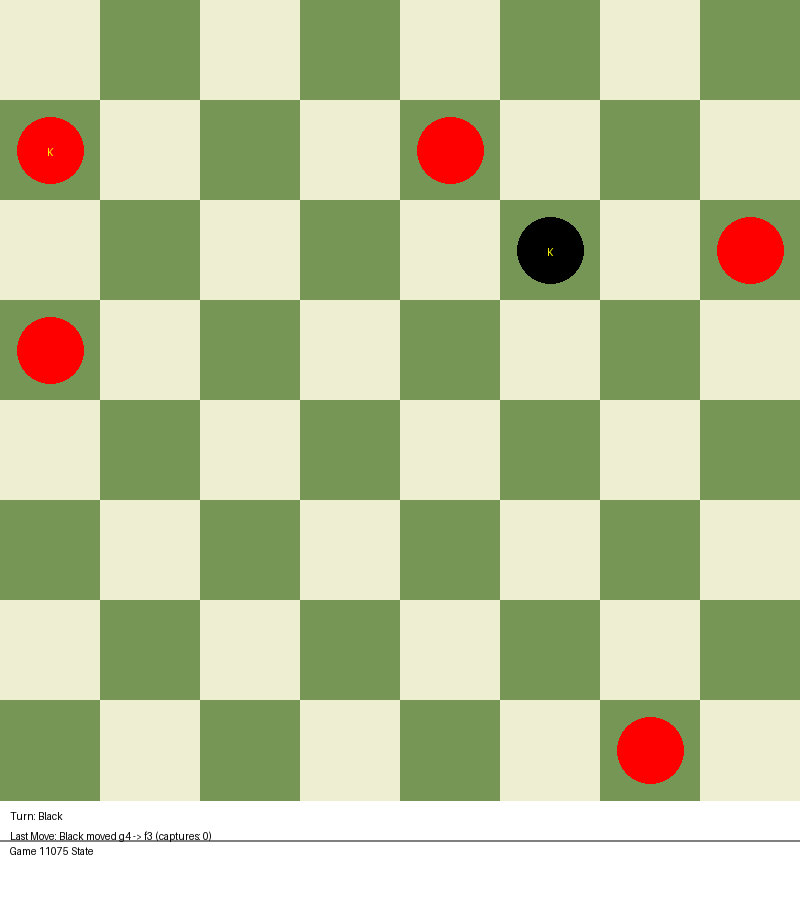 K
K
Turn: Black
Last Move: Black moved g4 -> f3 (captures: 0)
Game 11075 State